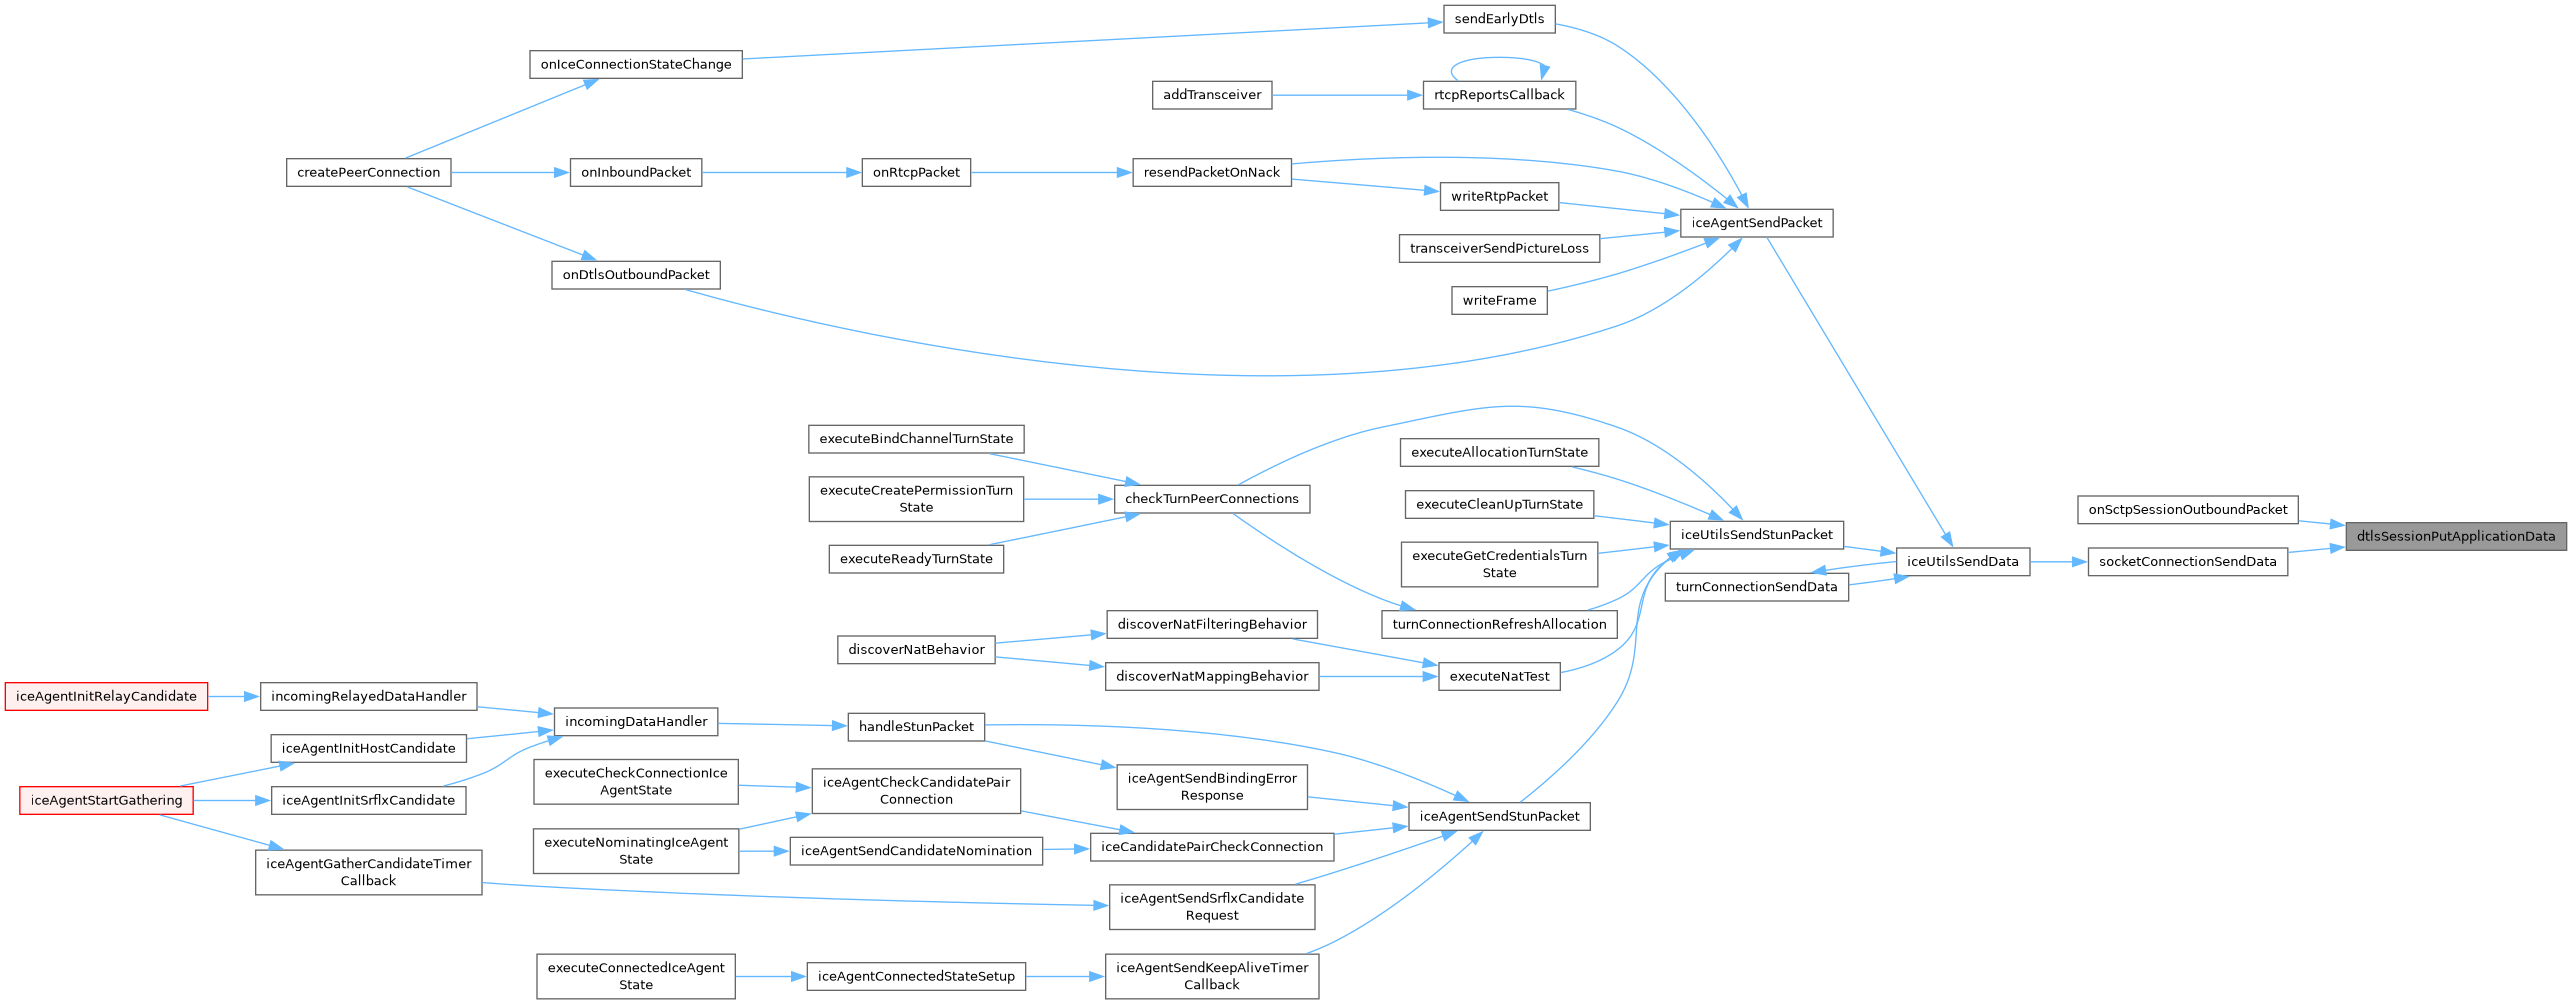 sendEarlyDtls
onIceConnectionStateChange
addTransceiver
rtcpReportsCallback
createPeerConnection
onInboundPacket
onRtcpPacket
resendPacketOnNack
writeRtpPacket
iceAgentSendPacket
transceiverSendPictureLoss
onDtlsOutboundPacket
writeFrame
executeBindChannelTurnState
executeAllocationTurnState
executeCreatePermissionTurn
State
checkTurnPeerConnections
executeCleanUpTurnState
onSctpSessionOutboundPacket
iceUtilsSendStunPacket
dtlsSessionPutApplicationData
executeReadyTurnState
executeGetCredentialsTurn
State
iceUtilsSendData
socketConnectionSendData
turnConnectionSendData
discoverNatFilteringBehavior
turnConnectionRefreshAllocation
discoverNatBehavior
discoverNatMappingBehavior
executeNatTest
iceAgentInitRelayCandidate
incomingRelayedDataHandler
incomingDataHandler
handleStunPacket
iceAgentInitHostCandidate
executeCheckConnectionIce
AgentState
iceAgentCheckCandidatePair
Connection
iceAgentSendBindingError
Response
iceAgentStartGathering
iceAgentInitSrflxCandidate
iceAgentSendStunPacket
executeNominatingIceAgent
State
iceAgentSendCandidateNomination
iceCandidatePairCheckConnection
iceAgentGatherCandidateTimer
Callback
iceAgentSendSrflxCandidate
Request
executeConnectedIceAgent
State
iceAgentConnectedStateSetup
iceAgentSendKeepAliveTimer
Callback